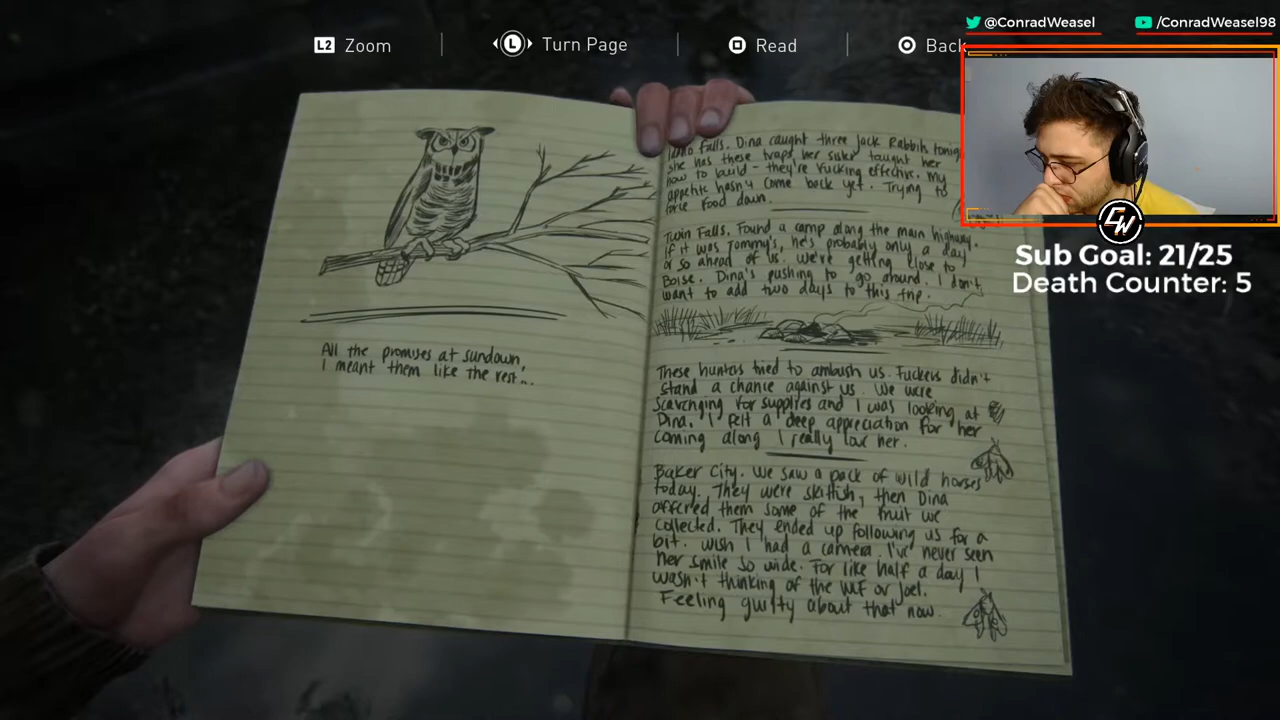 @ConradWeasel
/ConradWeasel98
L2 Zoom
L Turn Page
Read
Back
CW
Sub Goal: 21/25
Death Counter: 5
All the promises at sundown,
I meant them like the rest...
Falls. Dina caught three Jack Rabbits
she has these traps her sister taught her
how to build - they're fucking effective. My
appetite hasn't come back yet. Trying to
force food down.
Twin Falls. Found a camp along the main highway.
If it was Tommy's, he's probably only a day
or so ahead of us. We're getting close to
Boise. Dina's pushing to go around. I don't
want to add two days to this trip.
These hunters tried to ambush us. Fuckers didn't
stand a chance against us. We were
scavenging for supplies and I was looking at
Dina. I felt a deep appreciation for her
coming along I really love her.
Baker City. We saw a pack of wild horses
today. They were skittish, then Dina
offered them some of the fruit we
collected. They ended up following us for a
bit. Wish I had a camera. I've never seen
her smile so wide. For like half a day I
wasn't thinking of the WLF or Joel.
Feeling guilty about that now.